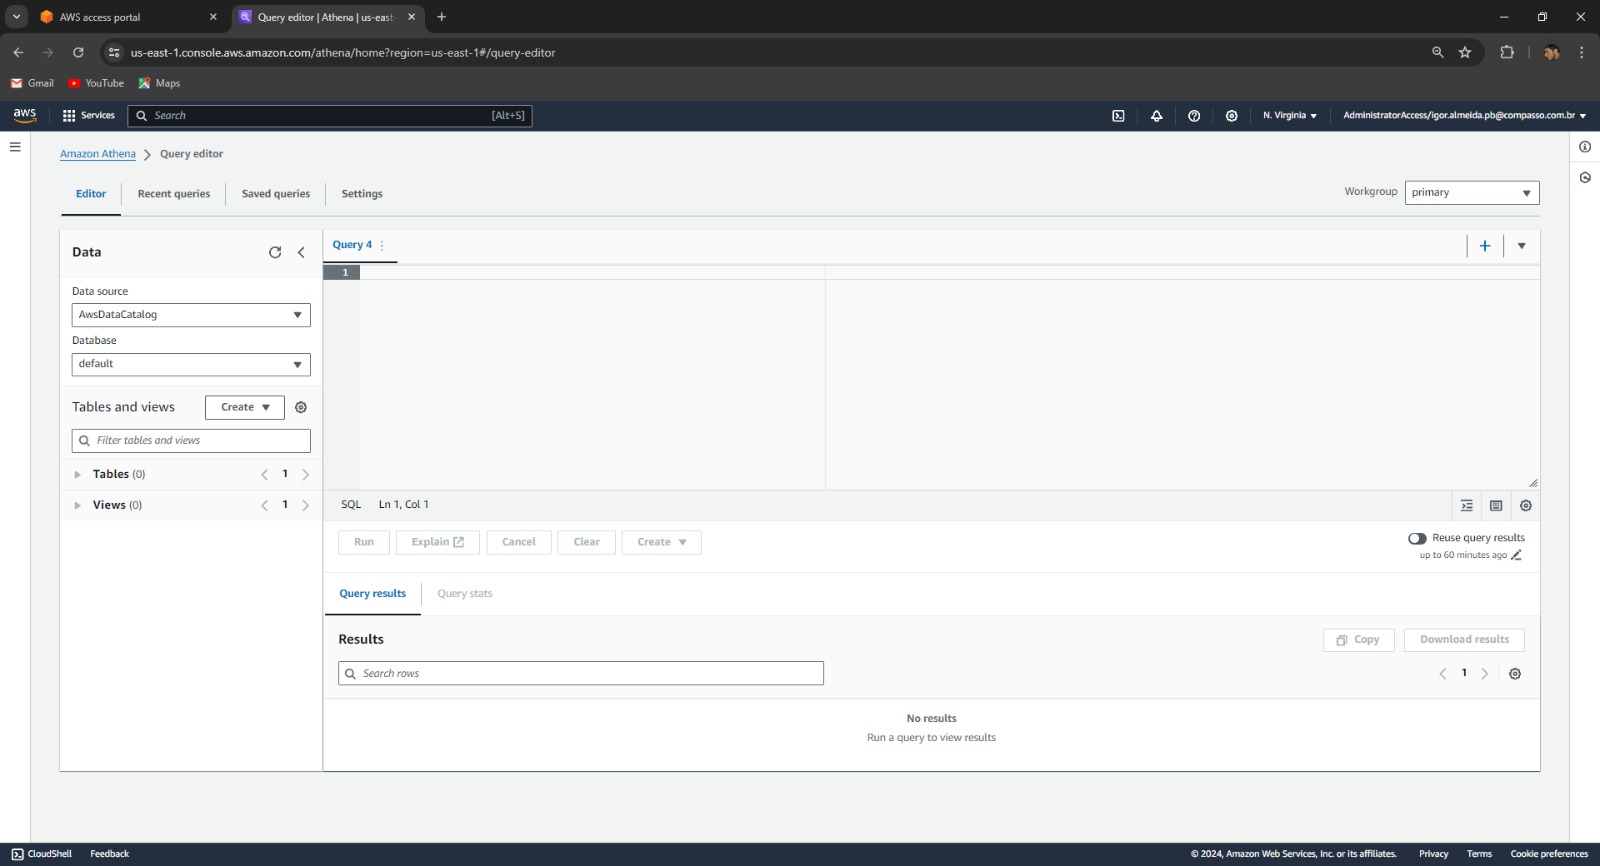 AWS access portal
Query editor | Athena | us-east-
us-east-1.console.aws.amazon.com/athena/home?region=us-east-1#/query-editor
Gmail YouTube Maps
aws Services Search [Alt+S] N. Virginia AdministratorAccess/igor.almeida.pb@compasso.com.br
Amazon Athena Query editor
Editor Recent queries Saved queries Settings Workgroup primary
Data
Query 4
1
Data source
AwsDataCatalog
Database
default
Tables and views Create
Filter tables and views
Tables (0) 1
Views (0) 1
SQL Ln 1, Col 1
Run Explain Cancel Clear Create
Reuse query results
up to 60 minutes ago
Query results Query stats
Results Copy Download results
Search rows 1
No results
Run a query to view results
CloudShell Feedback © 2024, Amazon Web Services, Inc. or its affiliates. Privacy Terms Cookie preferences